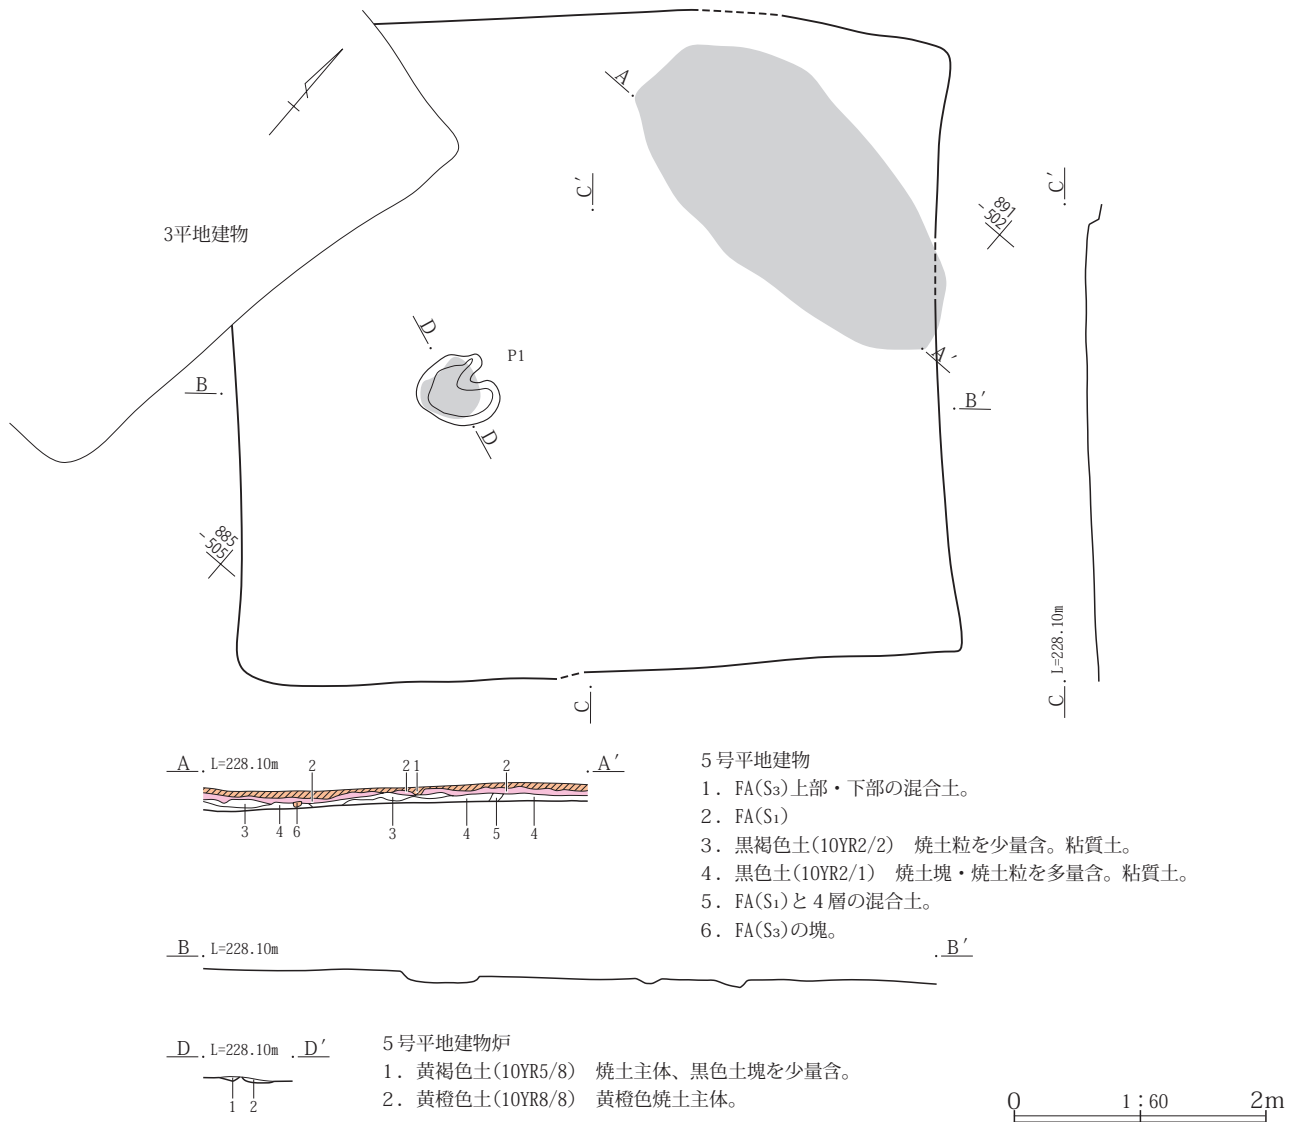 A
C′
C′
891
-502
3平地建物
D
P1
A′
B
B′
D
885
-505
L=228.10m
C
C
A L=228.10m 2 2 1 2 A′
3 4 6 3 4 5 4
5号平地建物
1．FA(S₃)上部・下部の混合土。
2．FA(S₁)
3．黒褐色土(10YR2/2)　焼土粒を少量含。粘質土。
4．黒色土(10YR2/1)　焼土塊・焼土粒を多量含。粘質土。
5．FA(S₁)と４層の混合土。
6．FA(S₃)の塊。
B L=228.10m B′
D L=228.10m D′
1 2
5号平地建物炉
1．黄褐色土(10YR5/8)　焼土主体、黒色土塊を少量含。
2．黄橙色土(10YR8/8)　黄橙色焼土主体。
0 1：60 2m